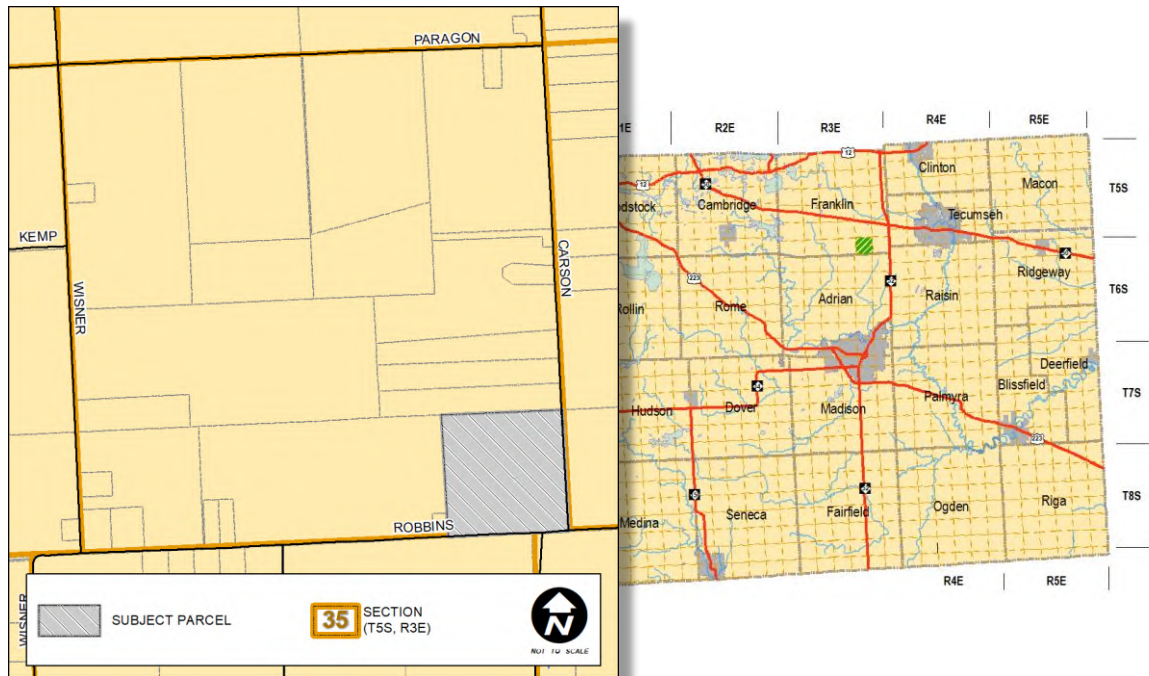 PARAGON
KEMP
WISNER
CARSON
ROBBINS
WISNER
SUBJECT PARCEL
35 SECTION
(T5S, R3E)
N
NOT TO SCALE
R2E R3E R4E R5E
12
Clinton
Macon
T5S
12
Cambridge
Franklin
Tecumseh
Ridgeway
T6S
223
Rome
Adrian
Raisin
Deerfield
Blissfield
T7S
Hudson
Dover
Madison
Palmyra
223
T8S
Medina
Seneca
Fairfield
Ogden
Riga
R4E R5E